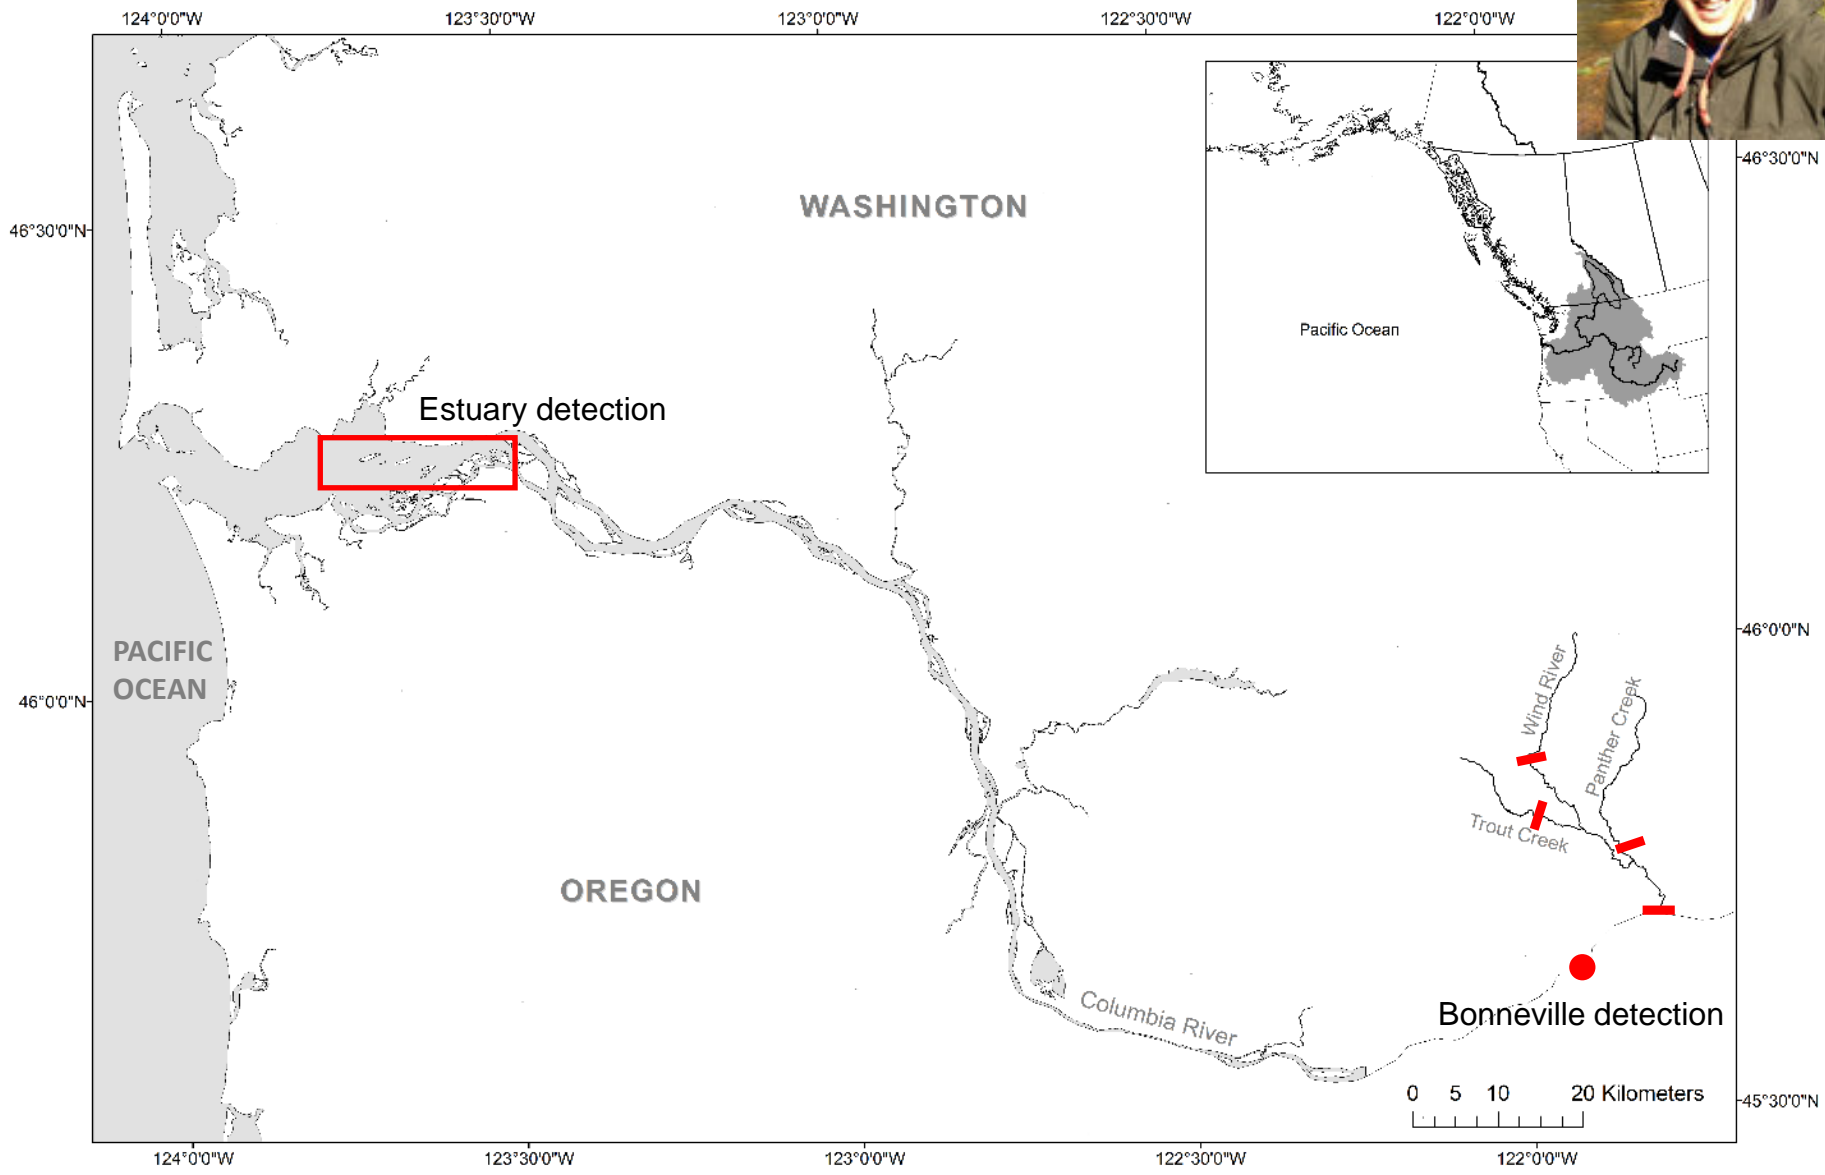 124°0'0"W
123°30'0"W
123°0'0"W
122°30'0"W
122°0'0"W
46°30'0"N
WASHINGTON
46°30'0"N
Pacific Ocean
Estuary detection
46°0'0"N
PACIFIC
OCEAN
46°0'0"N
Wind River
Panther Creek
Trout Creek
OREGON
Columbia River
Bonneville detection
0 5 10 20 Kilometers
45°30'0"N
124°0'0"W
123°30'0"W
123°0'0"W
122°30'0"W
122°0'0"W